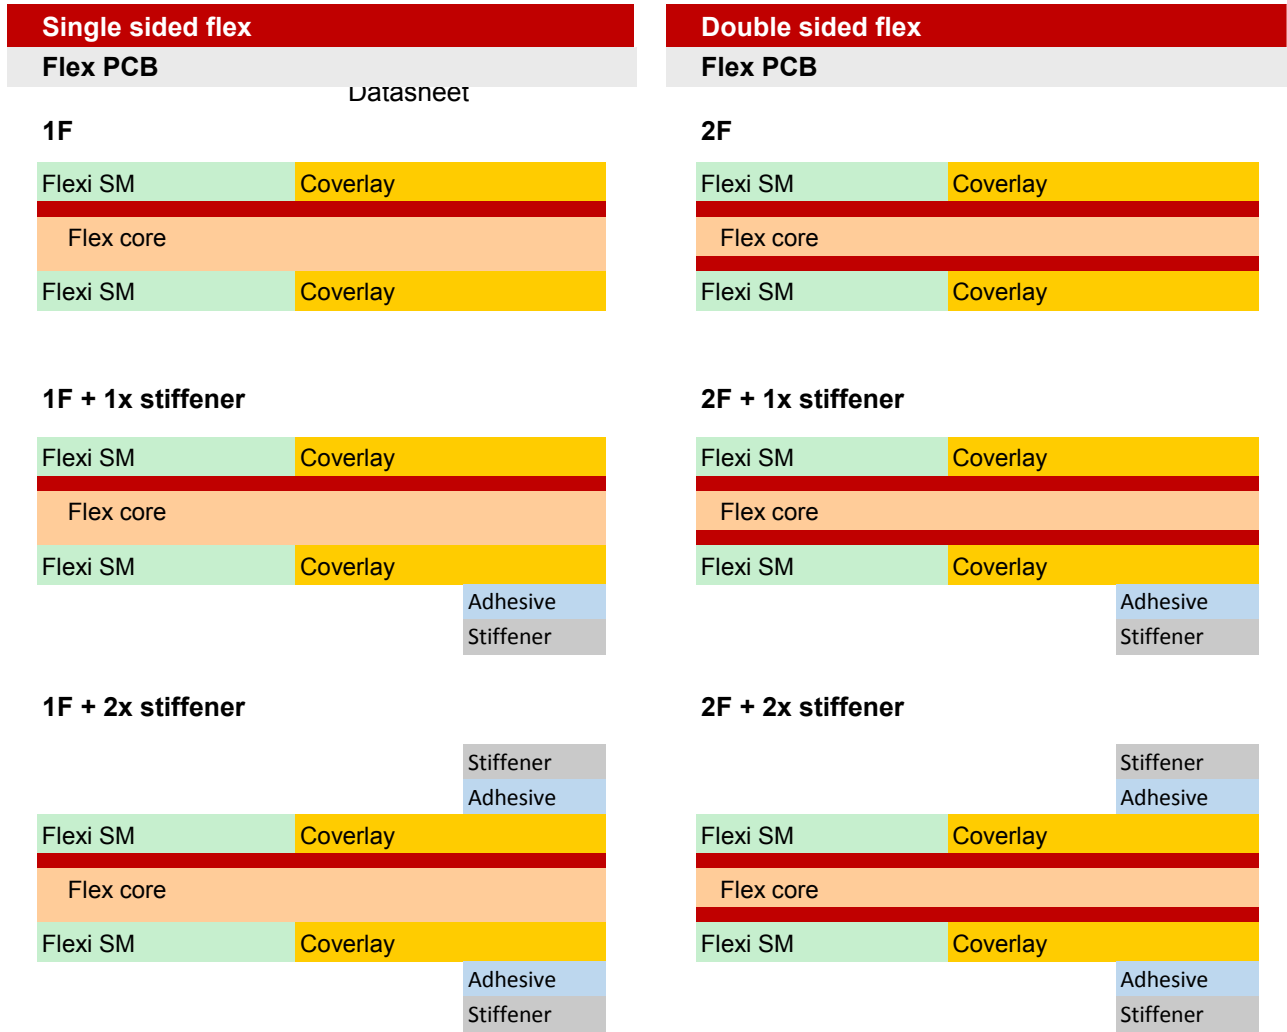 Single sided flex
Flex PCB
Datasheet
1F
Flexi SM Coverlay
Flex core
Flexi SM Coverlay
1F + 1x stiffener
Flexi SM Coverlay
Flex core
Flexi SM Coverlay
Adhesive
Stiffener
1F + 2x stiffener
Stiffener
Adhesive
Flexi SM Coverlay
Flex core
Flexi SM Coverlay
Adhesive
Stiffener
Double sided flex
Flex PCB
2F
Flexi SM Coverlay
Flex core
Flexi SM Coverlay
2F + 1x stiffener
Flexi SM Coverlay
Flex core
Flexi SM Coverlay
Adhesive
Stiffener
2F + 2x stiffener
Stiffener
Adhesive
Flexi SM Coverlay
Flex core
Flexi SM Coverlay
Adhesive
Stiffener